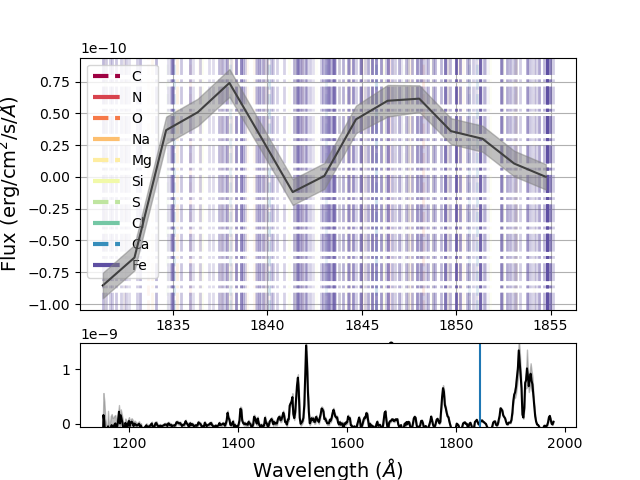 1e−10
Flux (erg/cm²/s/Å)
0.75
0.50
0.25
0.00
−0.25
−0.50
−0.75
−1.00
C
N
O
Na
Mg
Si
S
Cl
Ca
Fe
1835
1840
1845
1850
1855
1e−9
1
0
1200
1400
1600
1800
2000
Wavelength (Å)